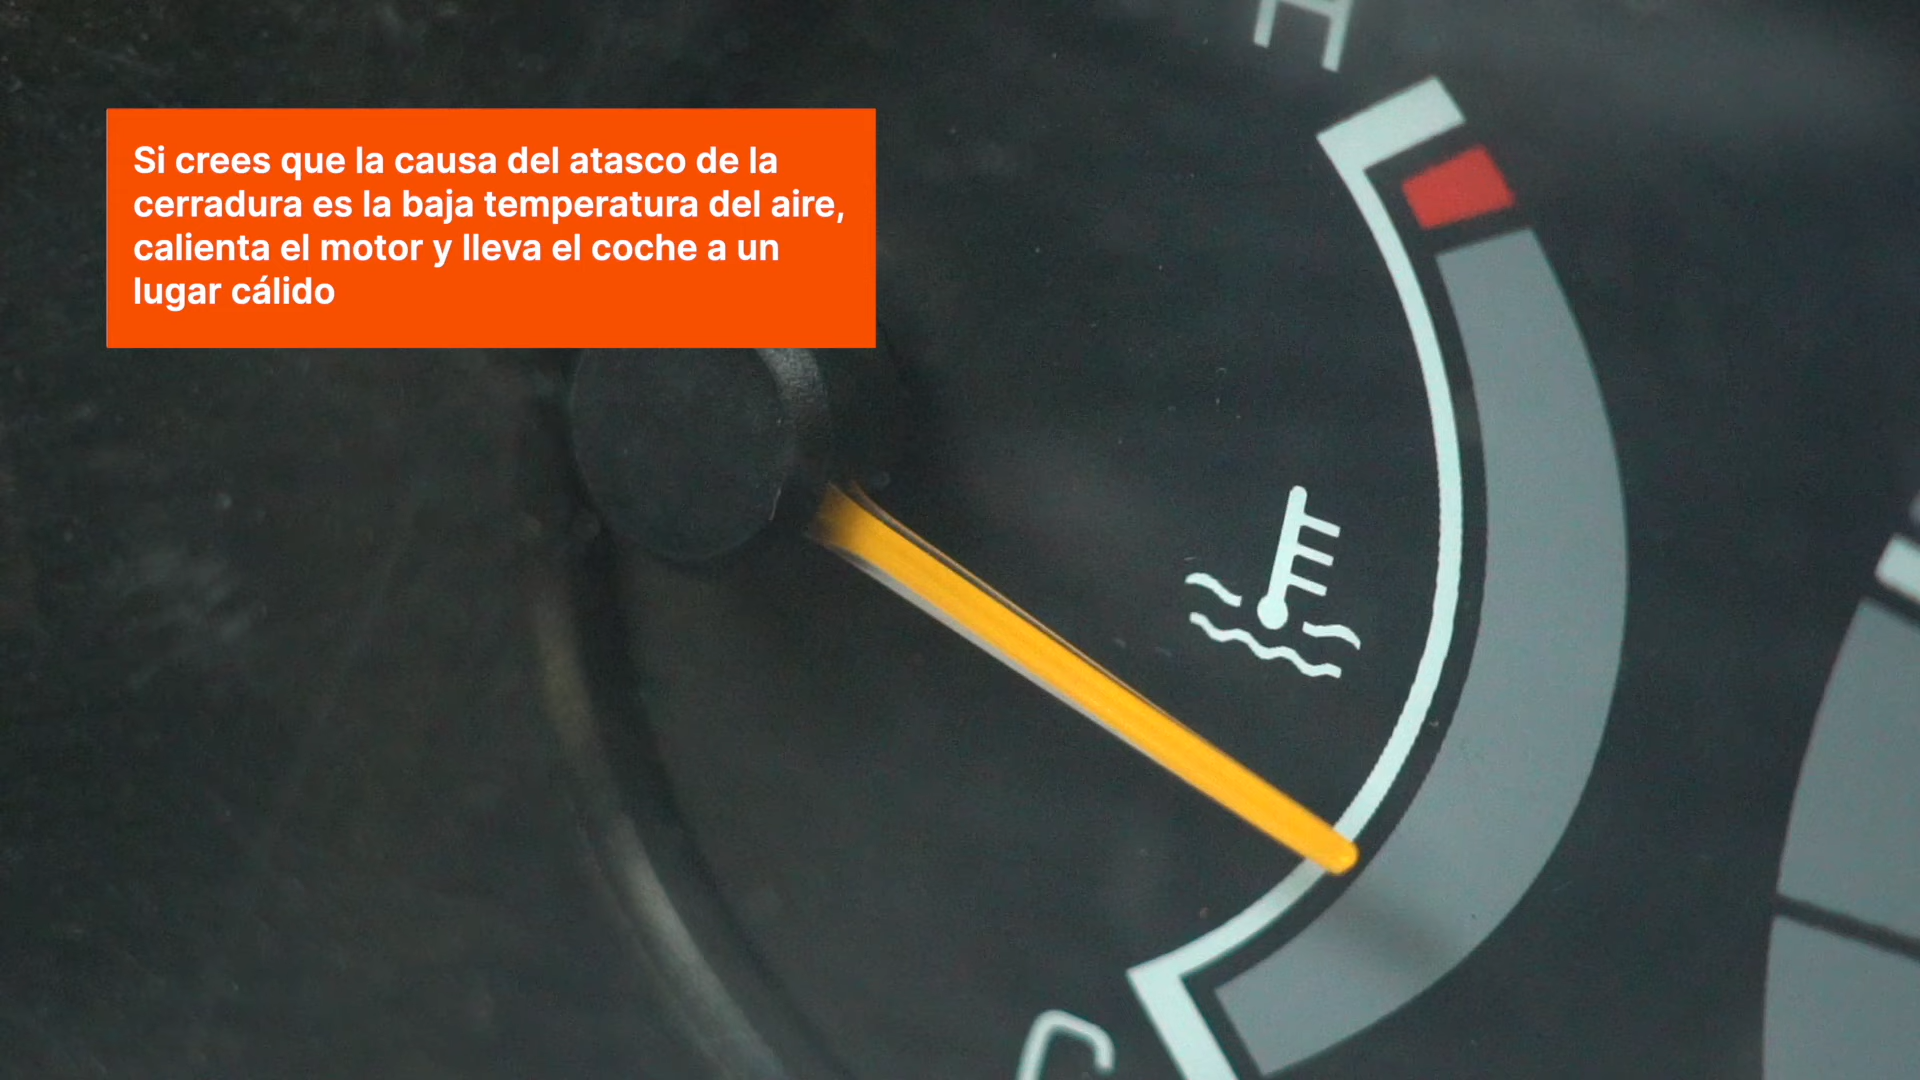 H
Si crees que la causa del atasco de la
cerradura es la baja temperatura del aire,
calienta el motor y lleva el coche a un
lugar cálido
C